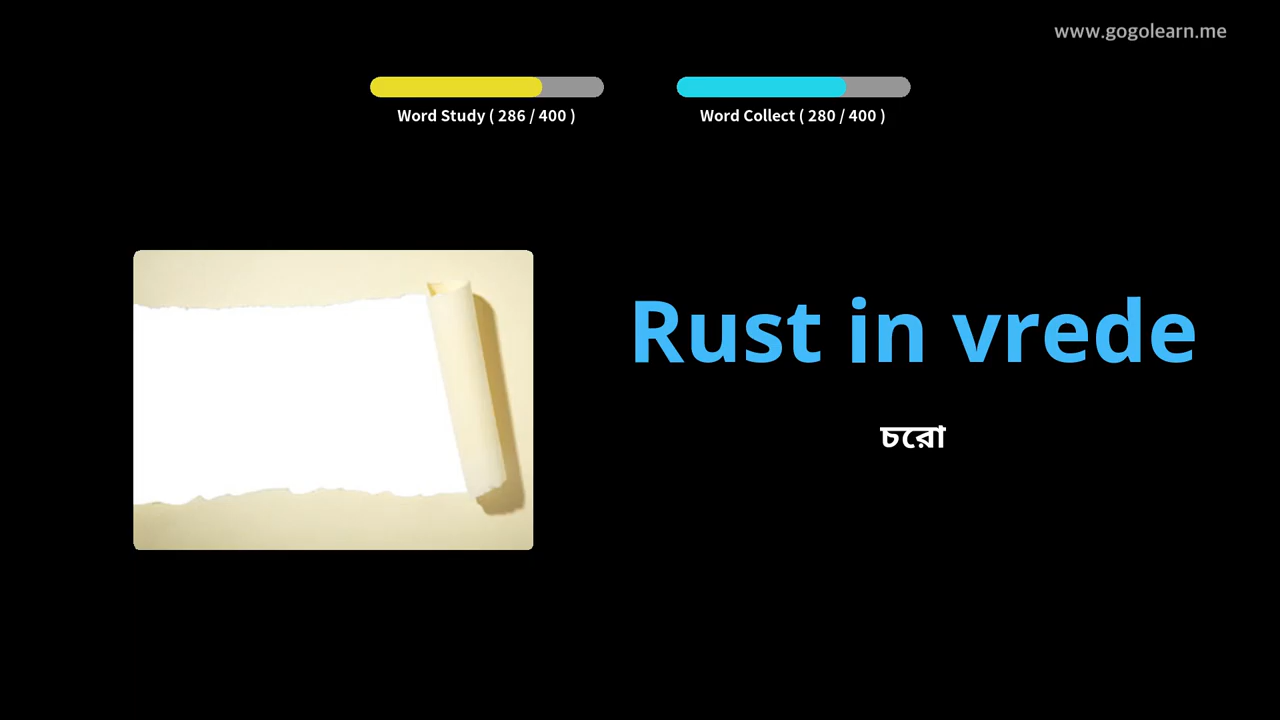 www.gogolearn.me
Word Study ( 286 / 400 )
Word Collect ( 280 / 400 )
Rust in vrede
চরো